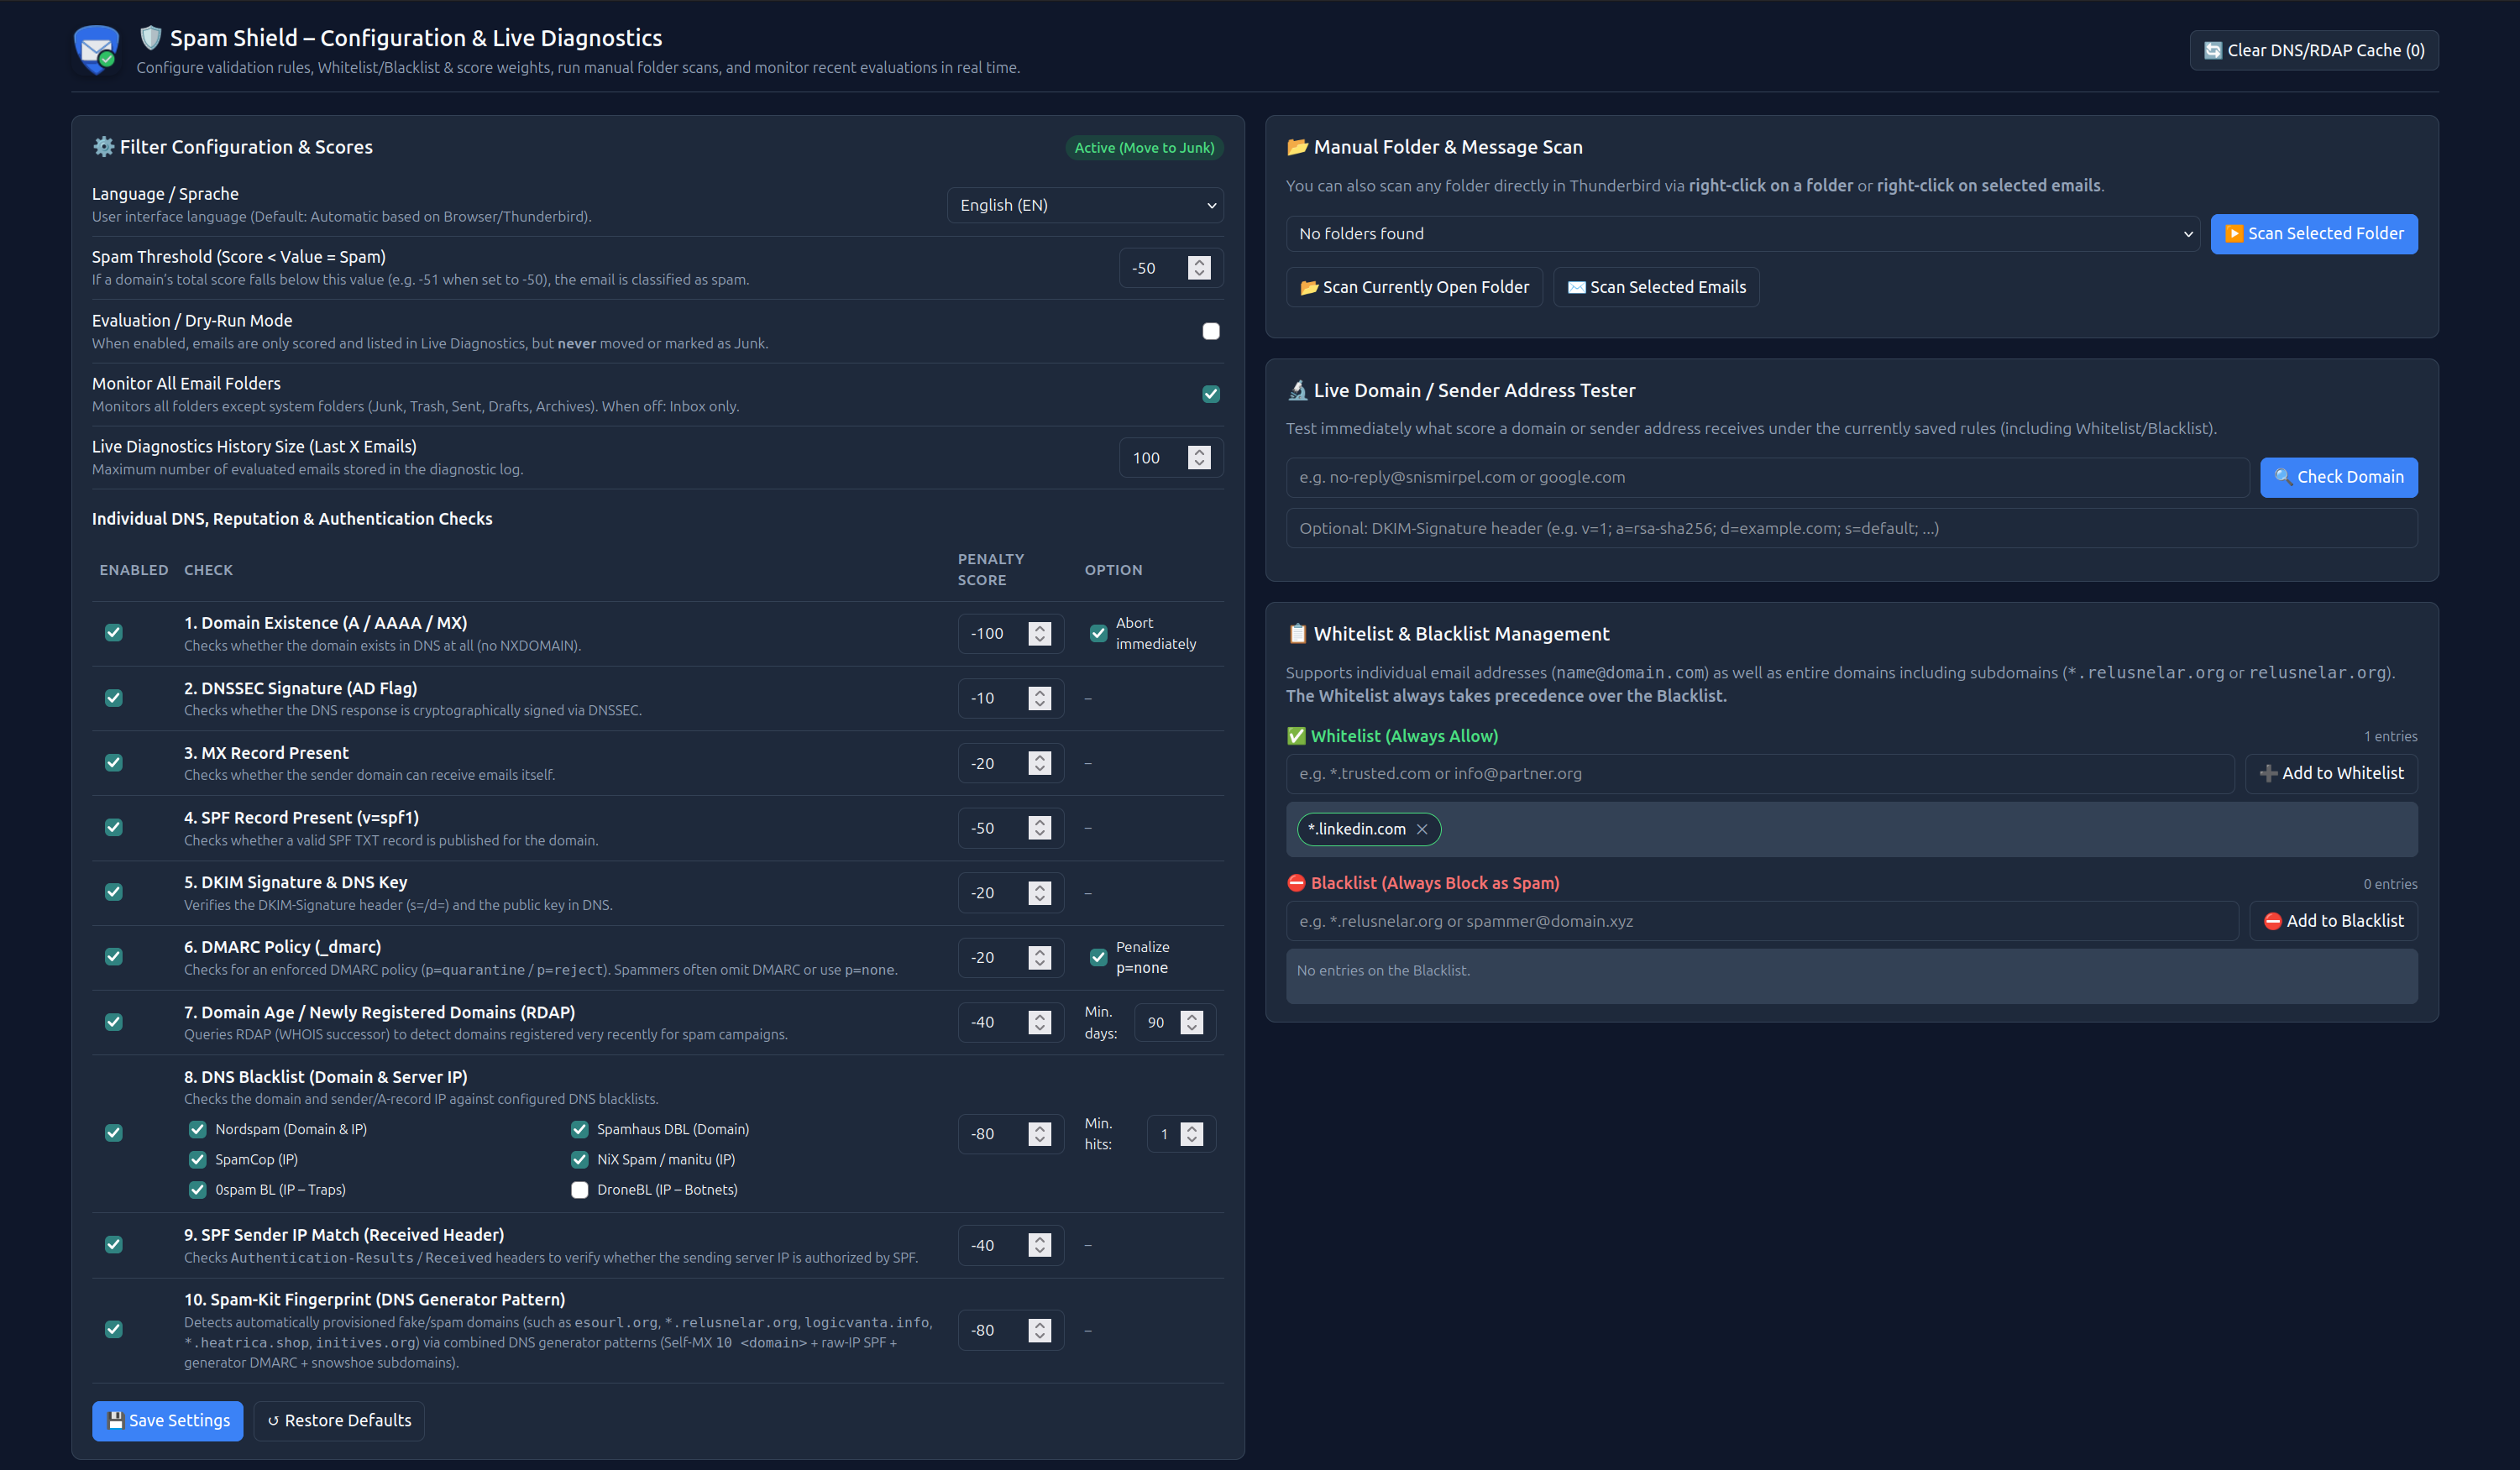 🛡️ Spam Shield – Configuration & Live Diagnostics
Configure validation rules, Whitelist/Blacklist & score weights, run manual folder scans, and monitor recent evaluations in real time.
🔄 Clear DNS/RDAP Cache (0)
⚙️ Filter Configuration & Scores
Active (Move to Junk)
Language / Sprache
User interface language (Default: Automatic based on Browser/Thunderbird).
English (EN)
Spam Threshold (Score < Value = Spam)
If a domain's total score falls below this value (e.g. -51 when set to -50), the email is classified as spam.
-50
Evaluation / Dry-Run Mode
When enabled, emails are only scored and listed in Live Diagnostics, but never moved or marked as Junk.
Monitor All Email Folders
Monitors all folders except system folders (Junk, Trash, Sent, Drafts, Archives). When off: Inbox only.
Live Diagnostics History Size (Last X Emails)
Maximum number of evaluated emails stored in the diagnostic log.
100
Individual DNS, Reputation & Authentication Checks
ENABLED CHECK PENALTY SCORE OPTION
1. Domain Existence (A / AAAA / MX)
Checks whether the domain exists in DNS at all (no NXDOMAIN).
-100
Abort
immediately
2. DNSSEC Signature (AD Flag)
Checks whether the DNS response is cryptographically signed via DNSSEC.
-10
–
3. MX Record Present
Checks whether the sender domain can receive emails itself.
-20
–
4. SPF Record Present (v=spf1)
Checks whether a valid SPF TXT record is published for the domain.
-50
–
5. DKIM Signature & DNS Key
Verifies the DKIM-Signature header (s=/d=) and the public key in DNS.
-20
–
6. DMARC Policy (_dmarc)
Checks for an enforced DMARC policy (p=quarantine / p=reject). Spammers often omit DMARC or use p=none.
-20
Penalize
p=none
7. Domain Age / Newly Registered Domains (RDAP)
Queries RDAP (WHOIS successor) to detect domains registered very recently for spam campaigns.
-40
Min.
days:
90
8. DNS Blacklist (Domain & Server IP)
Checks the domain and sender/A-record IP against configured DNS blacklists.
Nordspam (Domain & IP)
Spamhaus DBL (Domain)
SpamCop (IP)
NiX Spam / manitu (IP)
0spam BL (IP – Traps)
DroneBL (IP – Botnets)
-80
Min.
hits:
1
9. SPF Sender IP Match (Received Header)
Checks Authentication-Results / Received headers to verify whether the sending server IP is authorized by SPF.
-40
–
10. Spam-Kit Fingerprint (DNS Generator Pattern)
Detects automatically provisioned fake/spam domains (such as esourl.org, *.relusnelar.org, logicvanta.info,
*.heatrica.shop, initives.org) via combined DNS generator patterns (Self-MX 10 <domain> + raw-IP SPF +
generator DMARC + snowshoe subdomains).
-80
–
💾 Save Settings
↺ Restore Defaults
📂 Manual Folder & Message Scan
You can also scan any folder directly in Thunderbird via right-click on a folder or right-click on selected emails.
No folders found
▶️ Scan Selected Folder
📂 Scan Currently Open Folder
✉️ Scan Selected Emails
🔬 Live Domain / Sender Address Tester
Test immediately what score a domain or sender address receives under the currently saved rules (including Whitelist/Blacklist).
e.g. no-reply@snismirpel.com or google.com
🔍 Check Domain
Optional: DKIM-Signature header (e.g. v=1; a=rsa-sha256; d=example.com; s=default; ...)
📋 Whitelist & Blacklist Management
Supports individual email addresses (name@domain.com) as well as entire domains including subdomains (*.relusnelar.org or relusnelar.org).
The Whitelist always takes precedence over the Blacklist.
✅ Whitelist (Always Allow)
1 entries
e.g. *.trusted.com or info@partner.org
➕ Add to Whitelist
*.linkedin.com ✕
⛔ Blacklist (Always Block as Spam)
0 entries
e.g. *.relusnelar.org or spammer@domain.xyz
⛔ Add to Blacklist
No entries on the Blacklist.